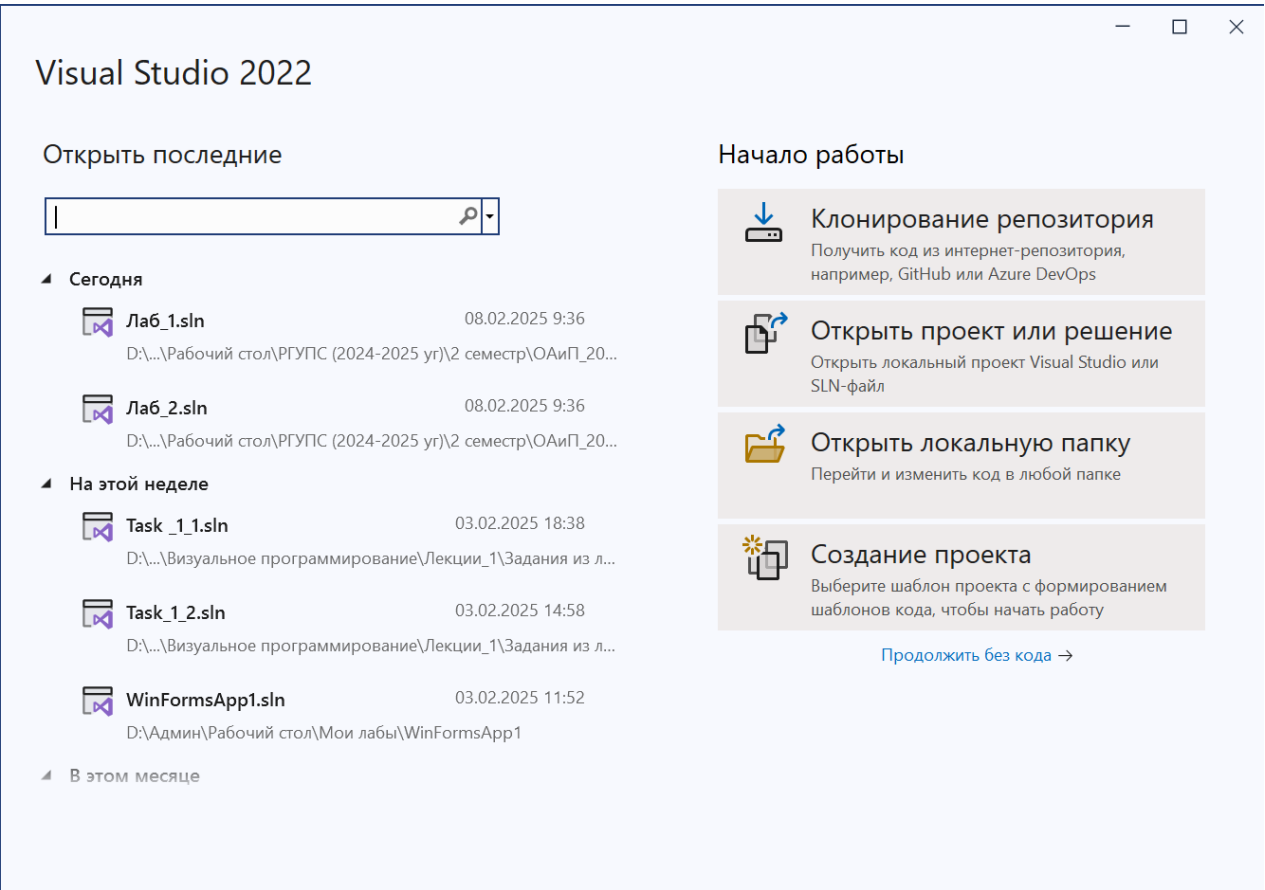 Visual Studio 2022
Открыть последние
Сегодня
Лаб_1.sln 08.02.2025 9:36
D:\...\Рабочий стол\РГУПС (2024-2025 уг)\2 семестр\ОАиП_20...
Лаб_2.sln 08.02.2025 9:36
D:\...\Рабочий стол\РГУПС (2024-2025 уг)\2 семестр\ОАиП_20...
На этой неделе
Task _1_1.sln 03.02.2025 18:38
D:\...\Визуальное программирование\Лекции_1\Задания из л...
Task_1_2.sln 03.02.2025 14:58
D:\...\Визуальное программирование\Лекции_1\Задания из л...
WinFormsApp1.sln 03.02.2025 11:52
D:\Админ\Рабочий стол\Мои лабы\WinFormsApp1
В этом месяце
Начало работы
Клонирование репозитория
Получить код из интернет-репозитория,
например, GitHub или Azure DevOps
Открыть проект или решение
Открыть локальный проект Visual Studio или
SLN-файл
Открыть локальную папку
Перейти и изменить код в любой папке
Создание проекта
Выберите шаблон проекта с формированием
шаблонов кода, чтобы начать работу
Продолжить без кода →